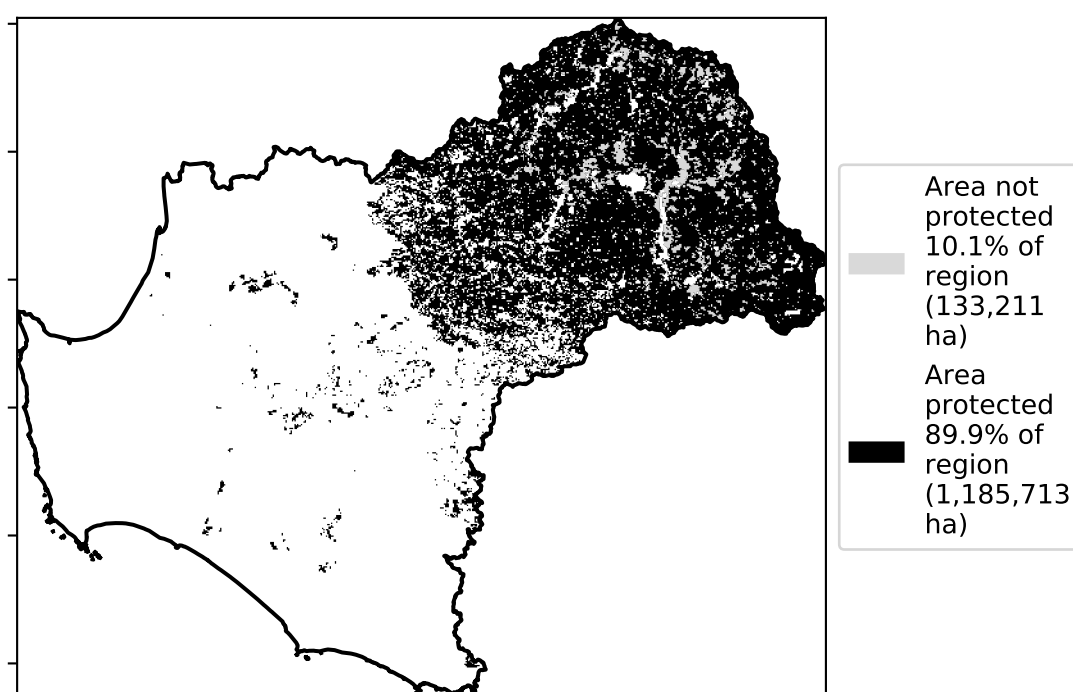 Area not
protected
10.1% of
region
(133,211
ha)
Area
protected
89.9% of
region
(1,185,713
ha)